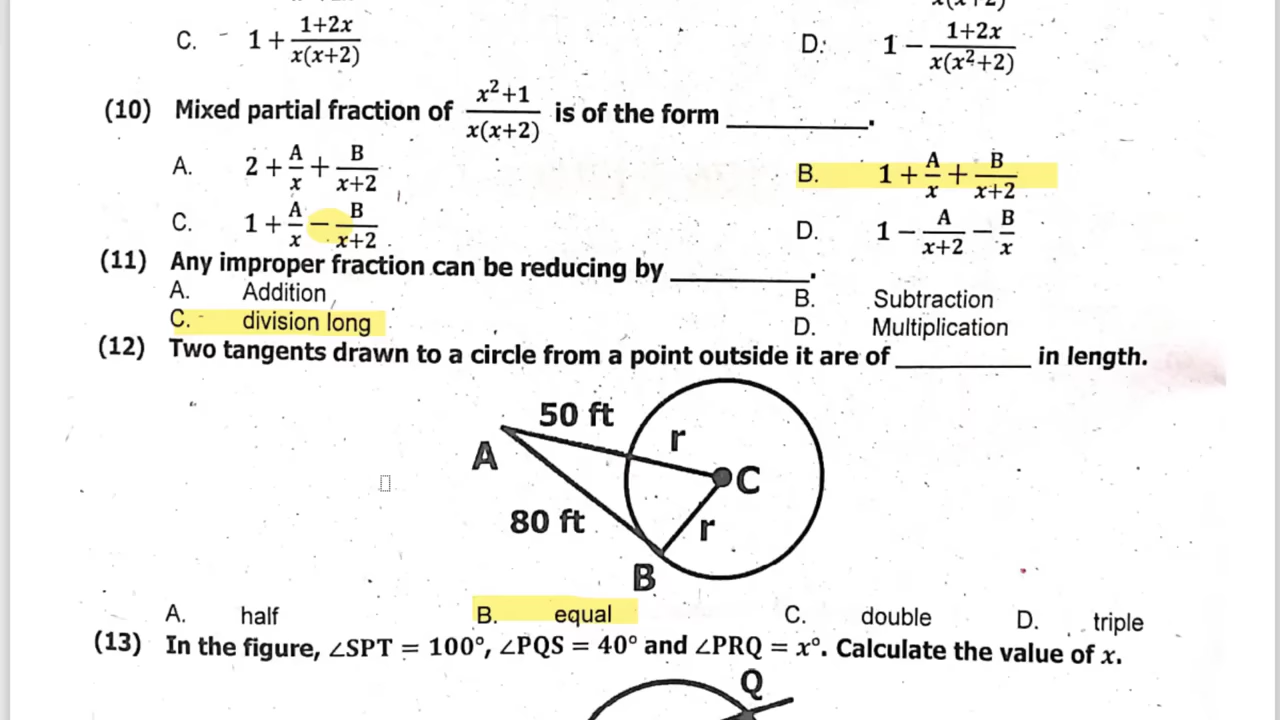 C. 1+ 1+2x / x(x+2) D. 1 − 1+2x / x(x²+2)
(10) Mixed partial fraction of x²+1 / x(x+2) is of the form ________.
A. 2 + A/x + B/x+2 B. 1 + A/x + B/x+2
C. 1 + A/x − B/x+2 D. 1 − A/x+2 − B/x
(11) Any improper fraction can be reducing by ________.
A. Addition B. Subtraction
C. division long D. Multiplication
(12) Two tangents drawn to a circle from a point outside it are of ________ in length.
50 ft
r
A
C
80 ft
r
B
A. half B. equal C. double D. triple
(13) In the figure, ∠SPT = 100°, ∠PQS = 40° and ∠PRQ = x°. Calculate the value of x.
Q